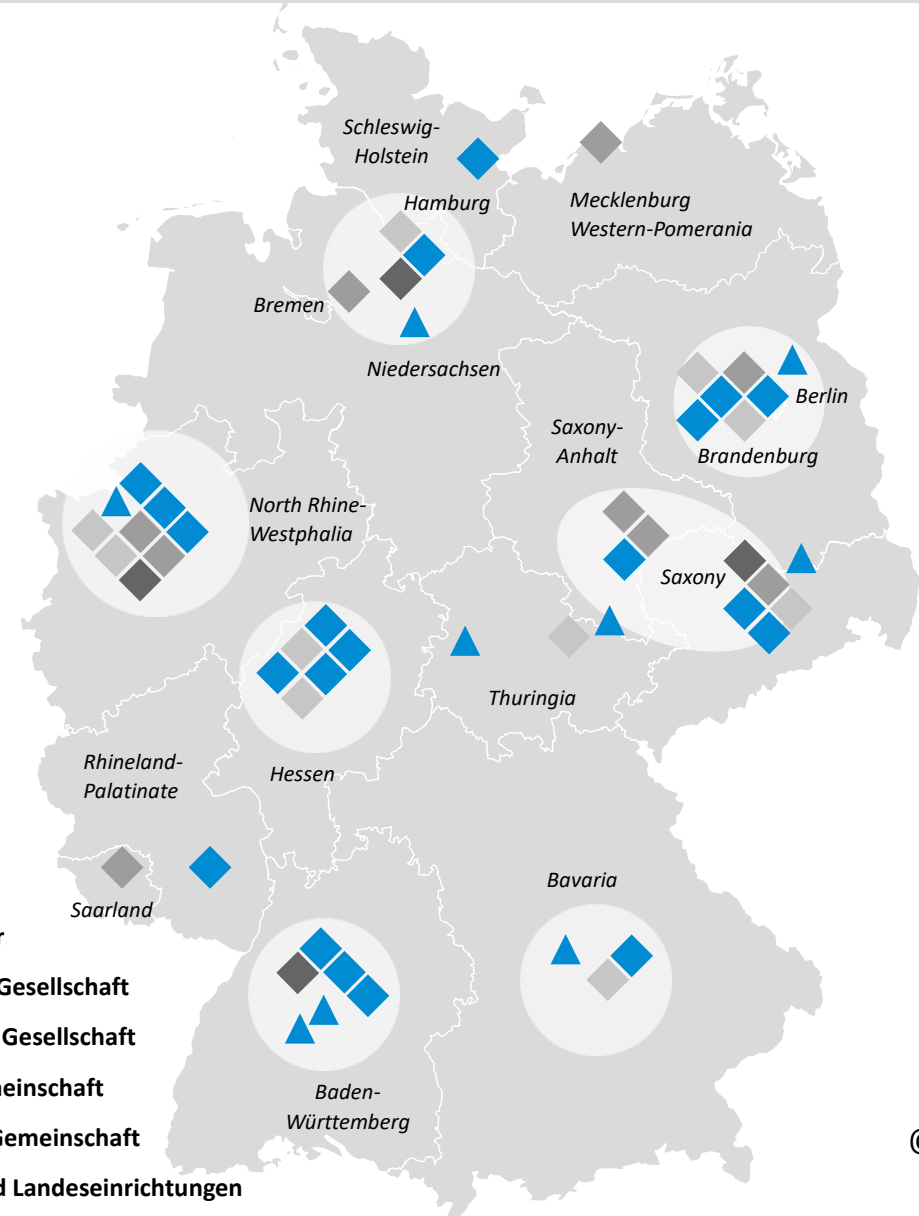 Schleswig-
Holstein
Hamburg
Mecklenburg
Western-Pomerania
Bremen
Niedersachsen
Berlin
Brandenburg
Saxony-
Anhalt
North Rhine-
Westphalia
Saxony
Thuringia
Hessen
Rhineland-
Palatinate
Saarland
Bavaria
Baden-
Württemberg
r
Gesellschaft
Gesellschaft
einschaft
Gemeinschaft
d Landeseinrichtungen